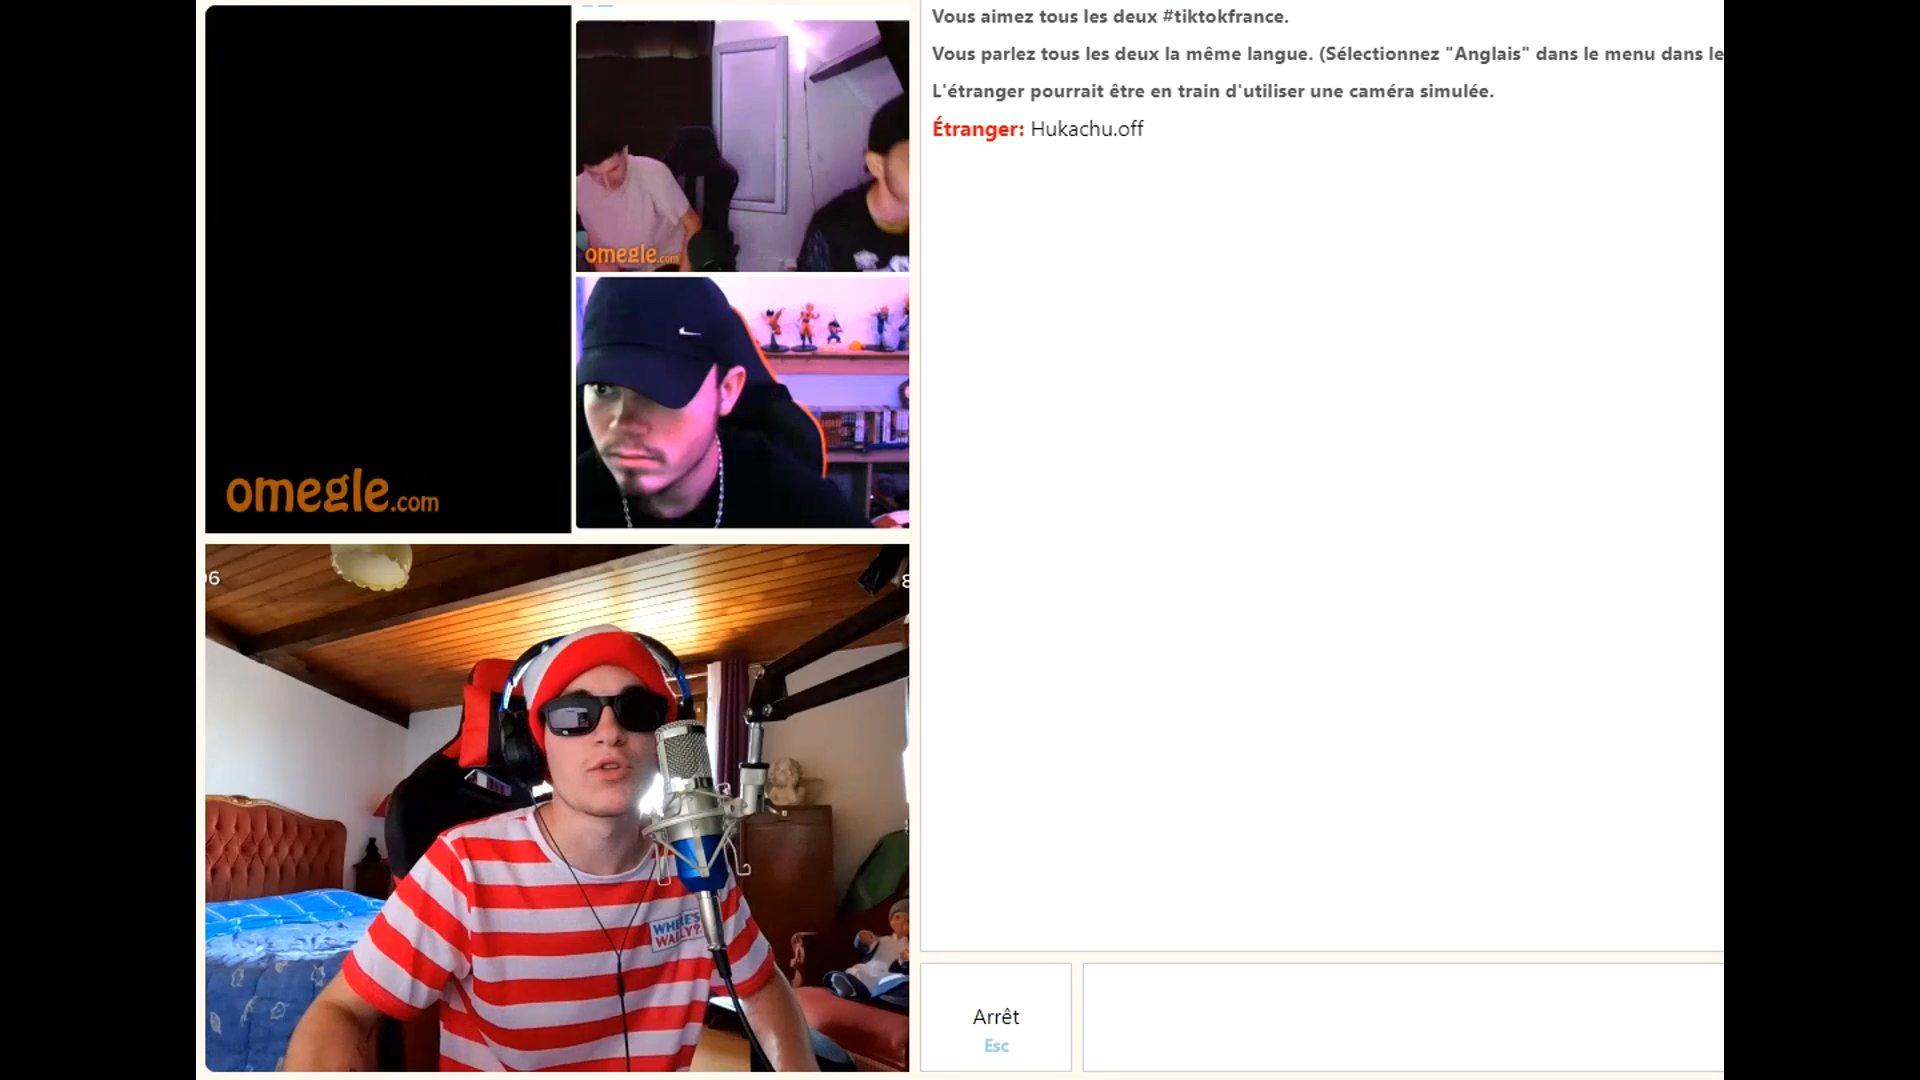 Vous aimez tous les deux #tiktokfrance.
Vous parlez tous les deux la même langue. (Sélectionnez "Anglais" dans le menu dans le
L'étranger pourrait être en train d'utiliser une caméra simulée.
Étranger: Hukachu.off
omegle.com
omegle.com
06
8
WHERE'S
WALLY?
Arrêt
Esc